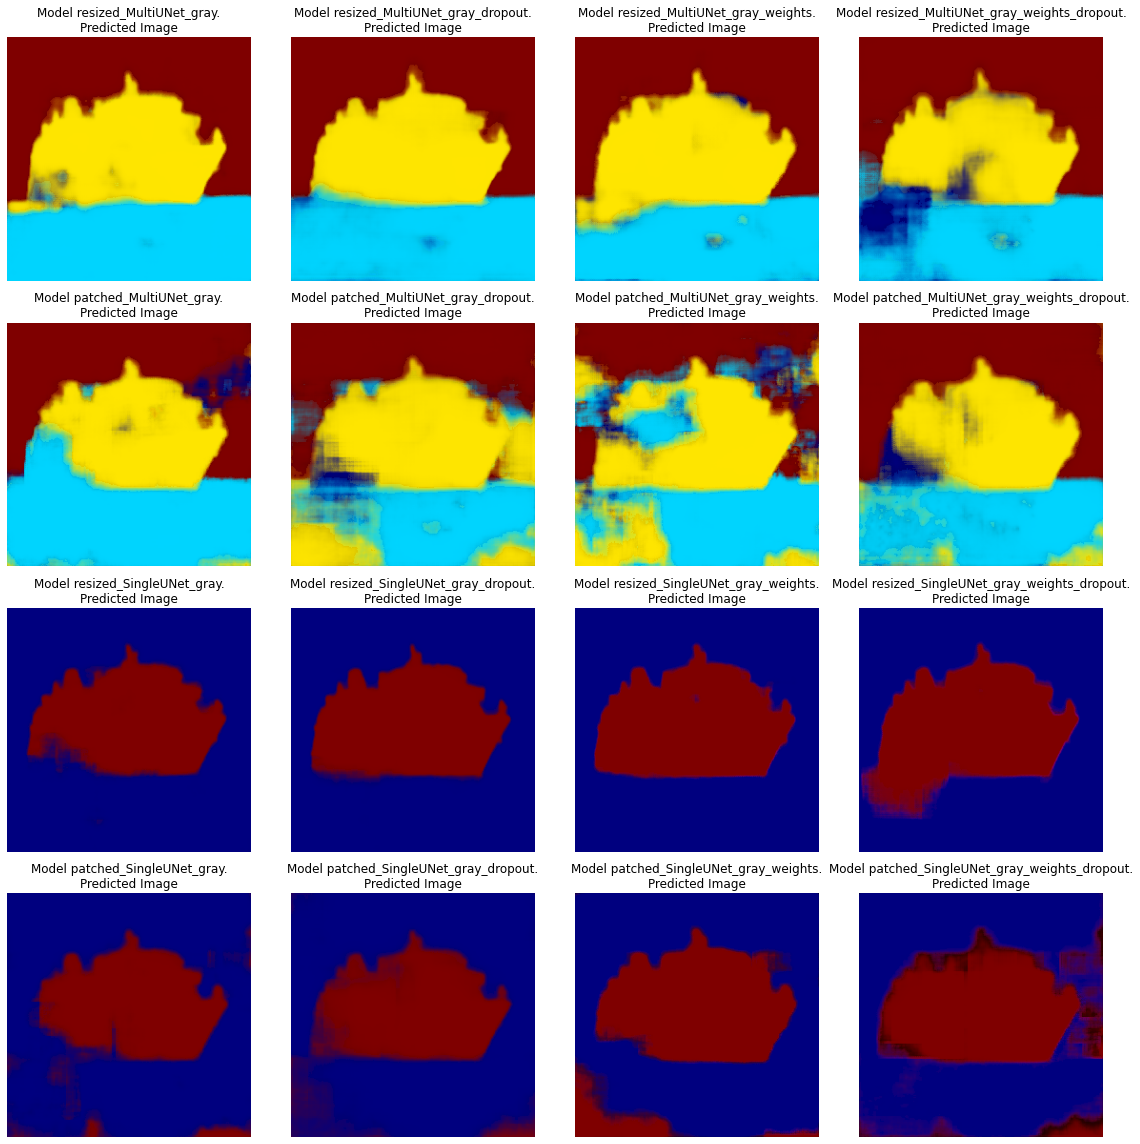 Model resized_MultiUNet_gray.
Predicted Image
Model resized_MultiUNet_gray_dropout.
Predicted Image
Model resized_MultiUNet_gray_weights.
Predicted Image
Model resized_MultiUNet_gray_weights_dropout.
Predicted Image
Model patched_MultiUNet_gray.
Predicted Image
Model patched_MultiUNet_gray_dropout.
Predicted Image
Model patched_MultiUNet_gray_weights.
Predicted Image
Model patched_MultiUNet_gray_weights_dropout.
Predicted Image
Model resized_SingleUNet_gray.
Predicted Image
Model resized_SingleUNet_gray_dropout.
Predicted Image
Model resized_SingleUNet_gray_weights.
Predicted Image
Model resized_SingleUNet_gray_weights_dropout.
Predicted Image
Model patched_SingleUNet_gray.
Predicted Image
Model patched_SingleUNet_gray_dropout.
Predicted Image
Model patched_SingleUNet_gray_weights.
Predicted Image
Model patched_SingleUNet_gray_weights_dropout.
Predicted Image